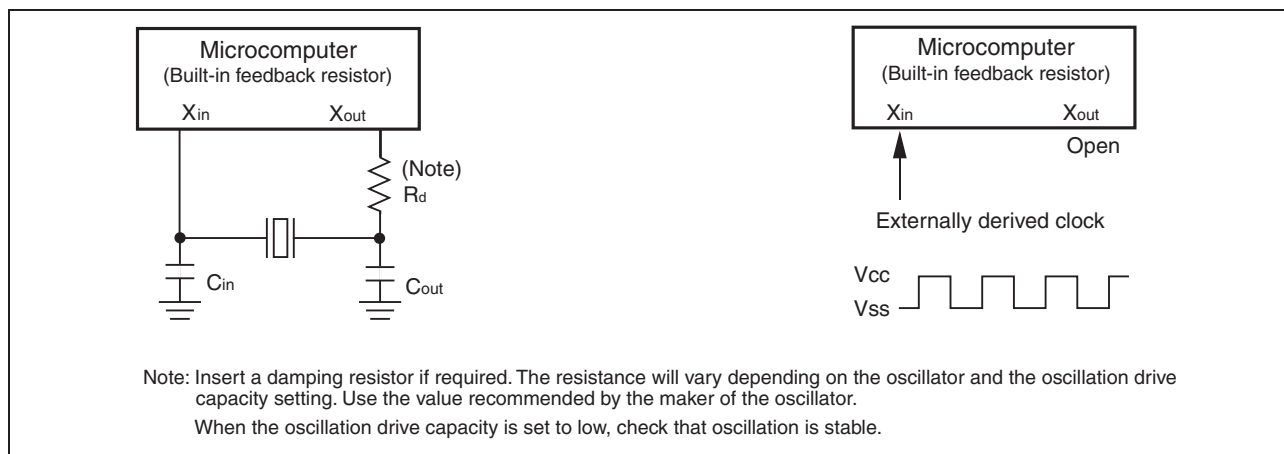 Microcomputer
(Built-in feedback resistor)
Xin Xout
(Note)
Rd
Cin
Cout
Microcomputer
(Built-in feedback resistor)
Xin Xout
Open
Externally derived clock
Vcc
Vss
Note: Insert a damping resistor if required. The resistance will vary depending on the oscillator and the oscillation drive
capacity setting. Use the value recommended by the maker of the oscillator.
When the oscillation drive capacity is set to low, check that oscillation is stable.